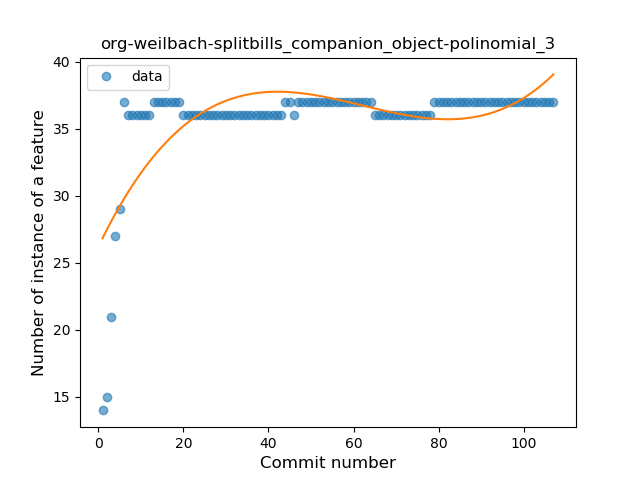 org-weilbach-splitbills_companion_object-polinomial_3
data
Number of instance of a feature
40
35
30
25
20
15
0 20 40 60 80 100
Commit number